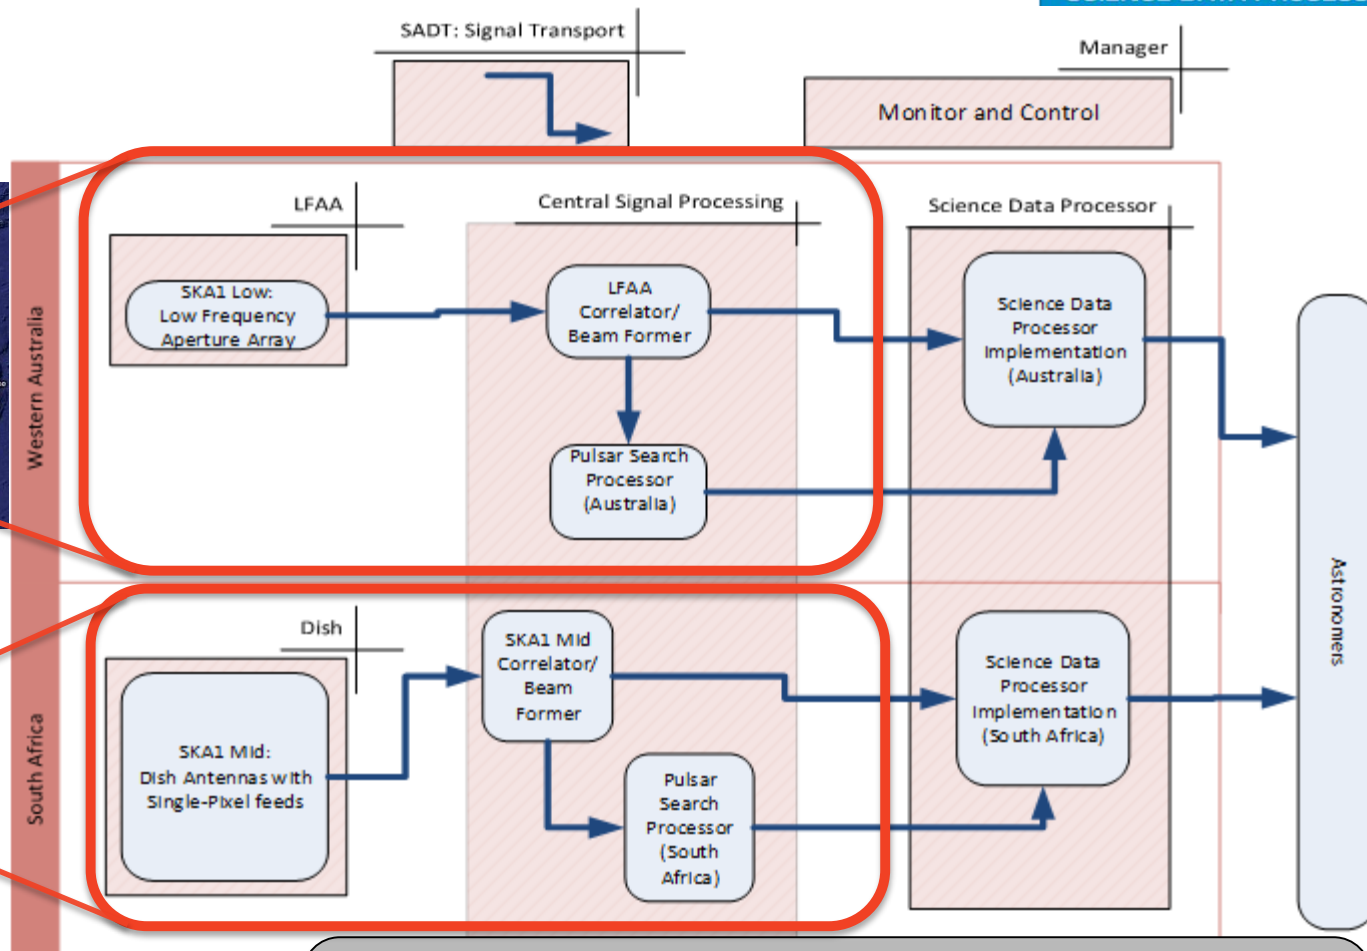 SADT: Signal Transport
Manager
Monitor and Control
LFAA
Central Signal Processing
Science Data Processor
Western Australia
SKA1 Low:
Low Frequency
Aperture Array
LFAA
Correlator/
Beam Former
Science Data
Processor
Implementation
(Australia)
Pulsar Search
Processor
(Australia)
Astronomers
South Africa
Dish
SKA1 Mid:
Dish Antennas with
Single-Pixel feeds
SKA1 Mid
Correlator/
Beam
Former
Science Data
Processor
Implementation
(South Africa)
Pulsar
Search
Processor
(South
Africa)